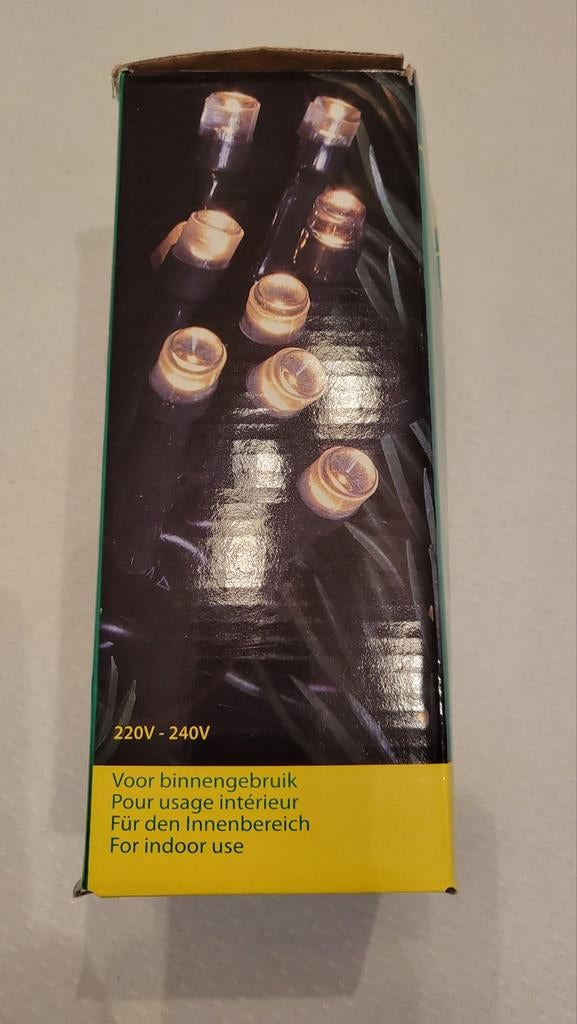 220V - 240V
Voor binnengebruik
Pour usage intérieur
Für den Innenbereich
For indoor use